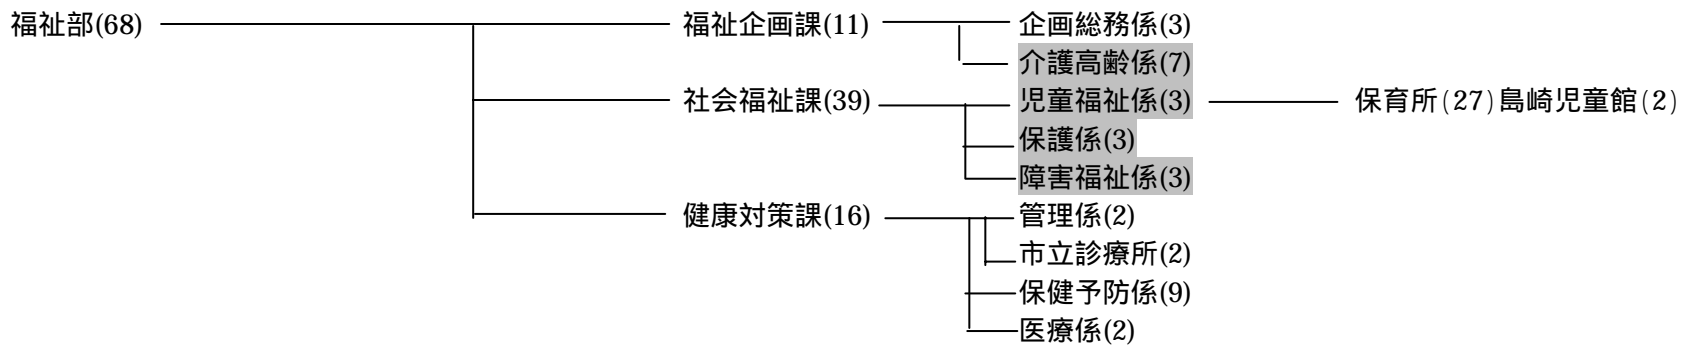 福祉部(68) 福祉企画課(11) 企画総務係(3)
介護高齢係(7)
社会福祉課(39) 児童福祉係(3) 保育所(27)島崎児童館(2)
保護係(3)
障害福祉係(3)
健康対策課(16) 管理係(2)
市立診療所(2)
保健予防係(9)
医療係(2)